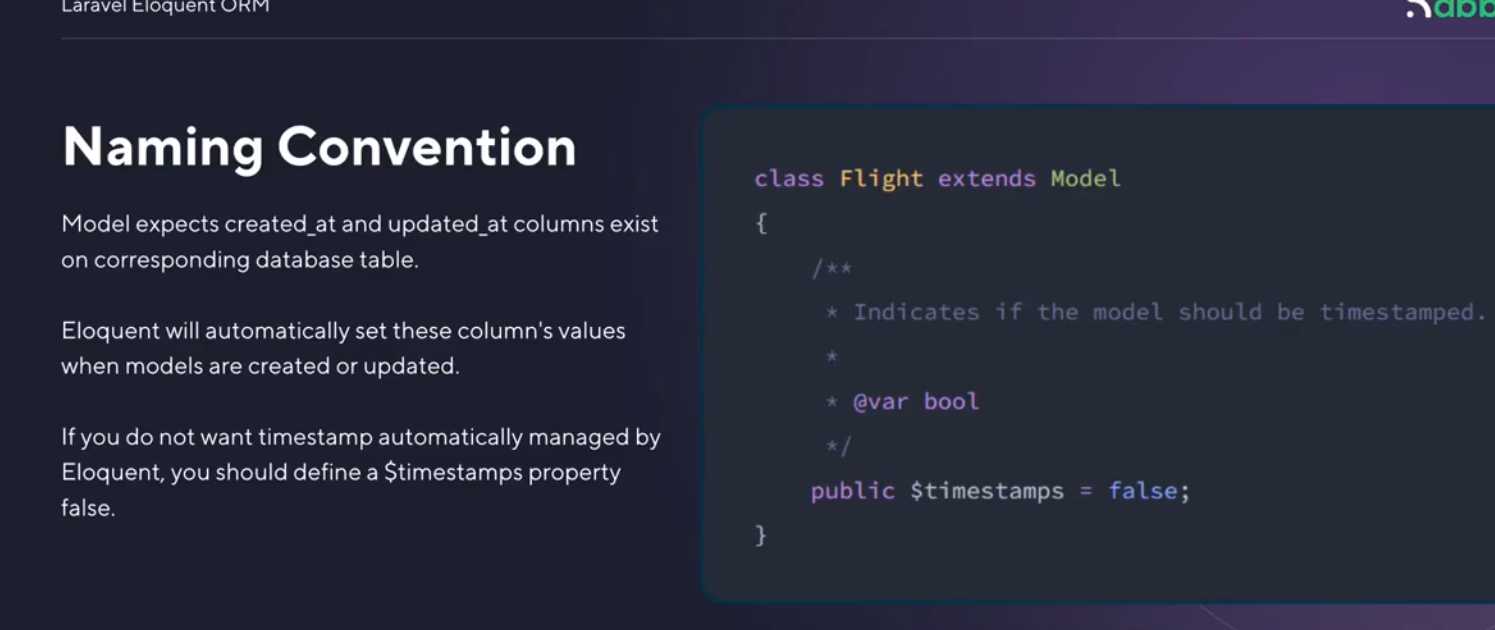 Laravel Eloquent ORM
Naming Convention
Model expects created_at and updated_at columns exist
on corresponding database table.
Eloquent will automatically set these column's values
when models are created or updated.
If you do not want timestamp automatically managed by
Eloquent, you should define a $timestamps property
false.
class Flight extends Model
{
/**
* Indicates if the model should be timestamped.
*
* @var bool
*/
public $timestamps = false;
}